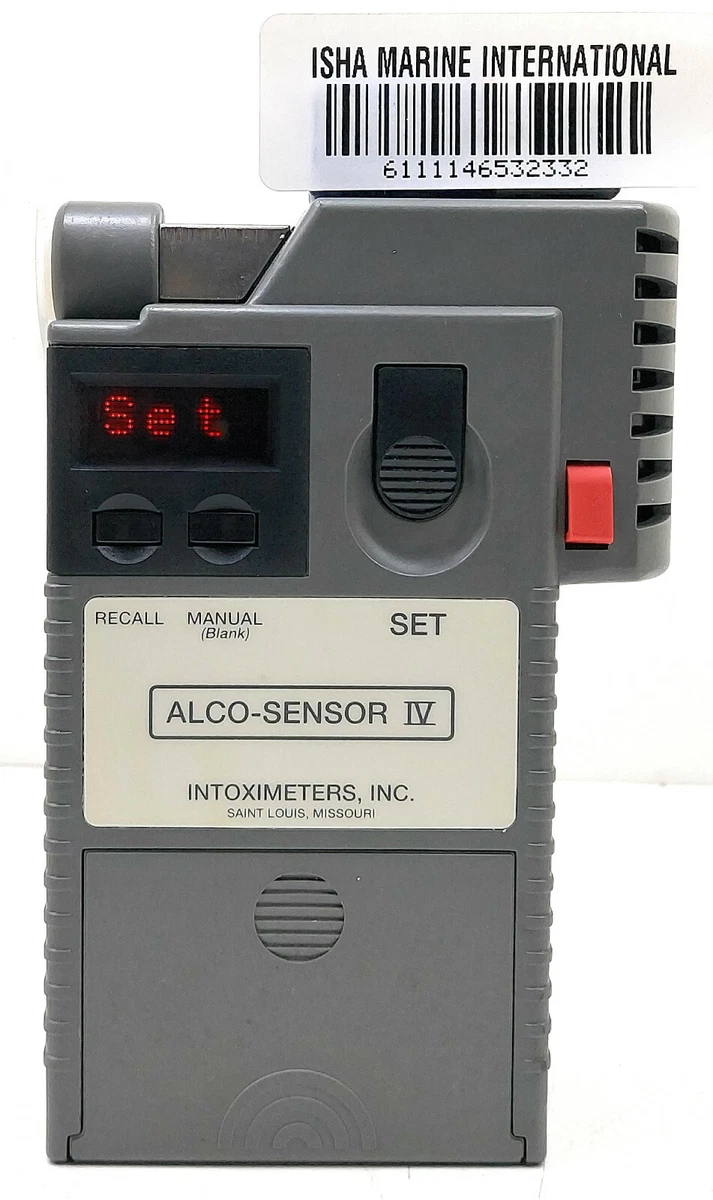 ISHA MARINE INTERNATIONAL
6111146532332
Set
RECALL MANUAL SET
(Blank)
ALCO-SENSOR IV
INTOXIMETERS, INC.
SAINT LOUIS, MISSOURI